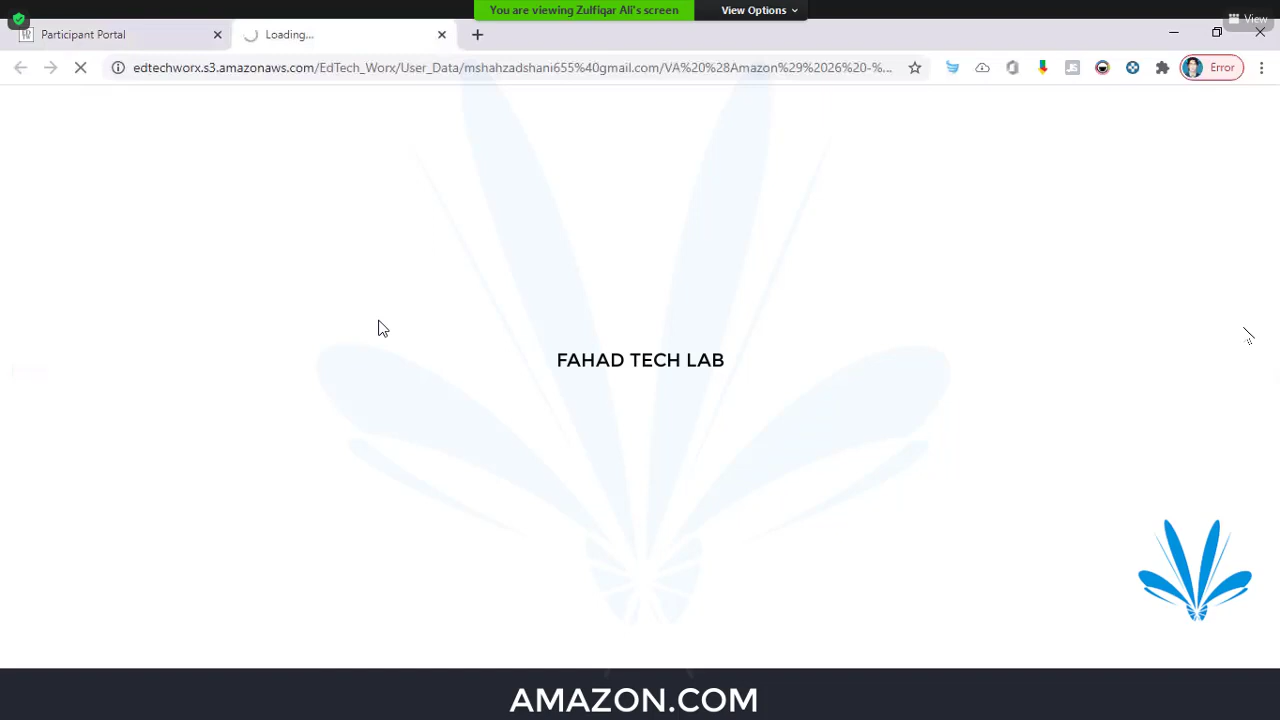 You are viewing Zulfiqar Ali's screen
View Options
View
Participant Portal
Loading...
edtechworx.s3.amazonaws.com/EdTech_Worx/User_Data/mshahzadshani655%40gmail.com/VA%20%28Amazon%29%2026%20-%...
Error
FAHAD TECH LAB
AMAZON.COM